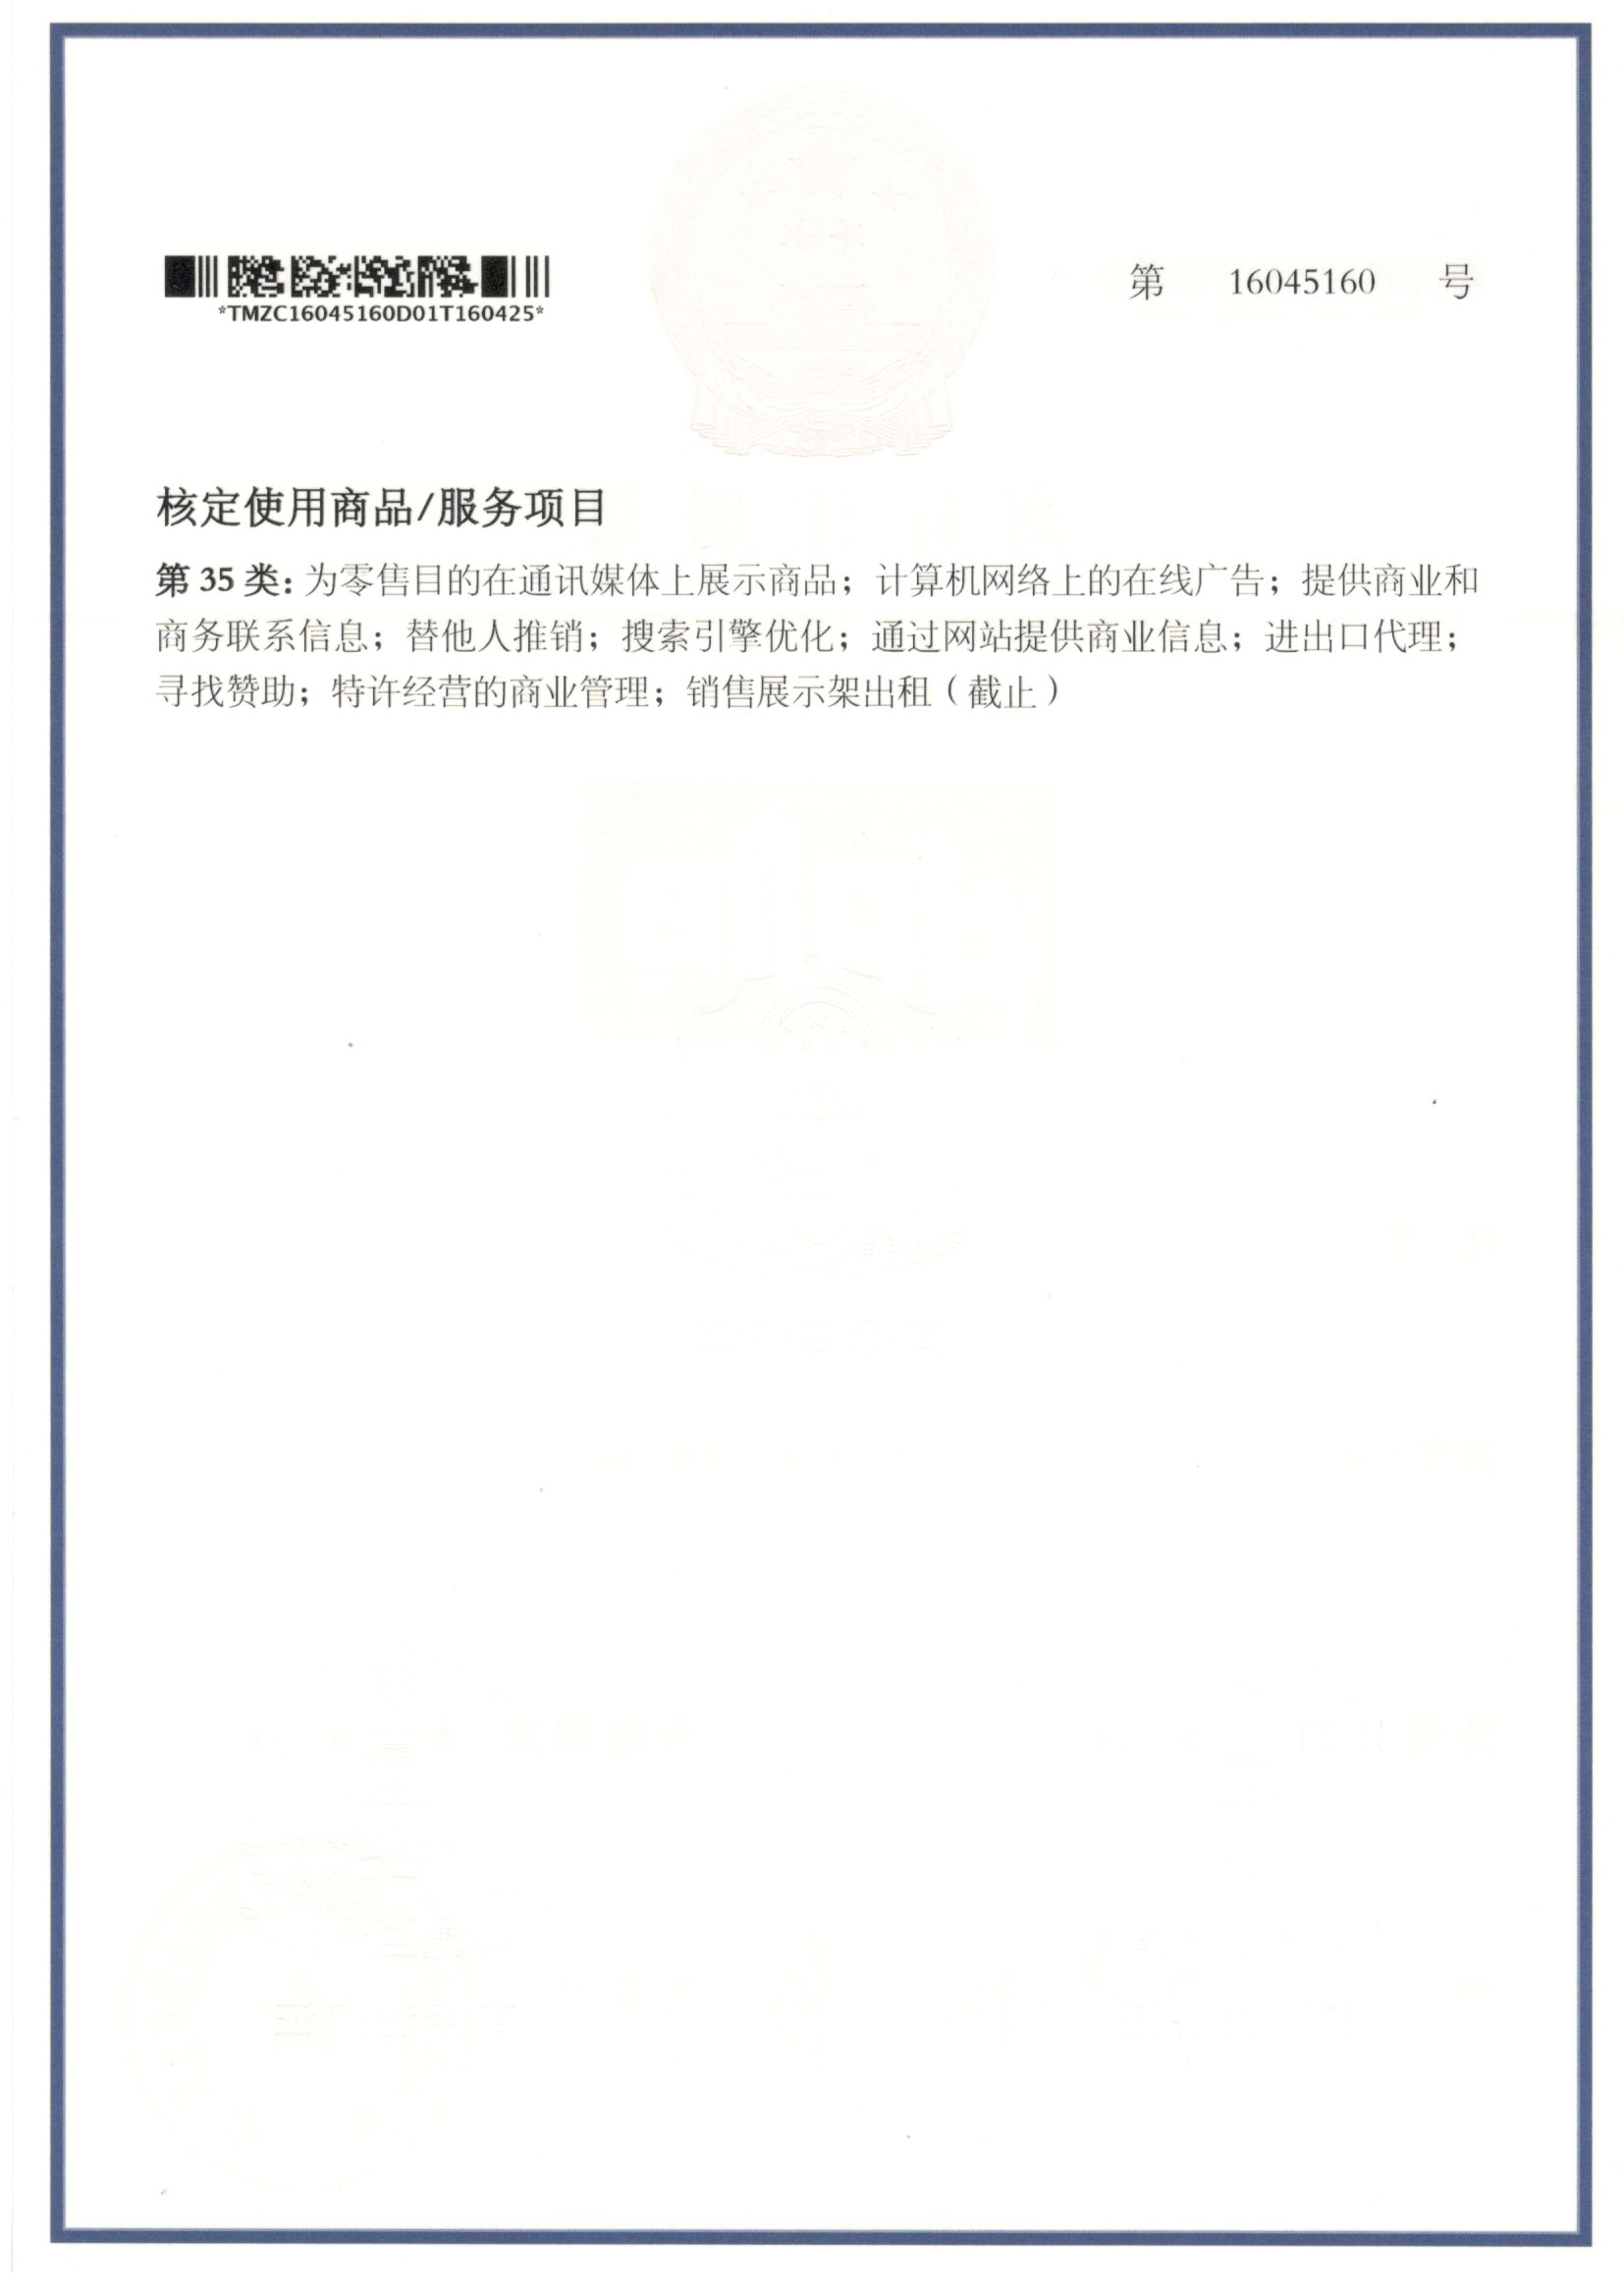 *TMZC16045160D01T160425*
第 16045160 号
核定使用商品/服务项目
第 35 类: 为零售目的在通讯媒体上展示商品；计算机网络上的在线广告；提供商业和
商务联系信息；替他人推销；搜索引擎优化；通过网站提供商业信息；进出口代理；
寻找赞助；特许经营的商业管理；销售展示架出租（截止）